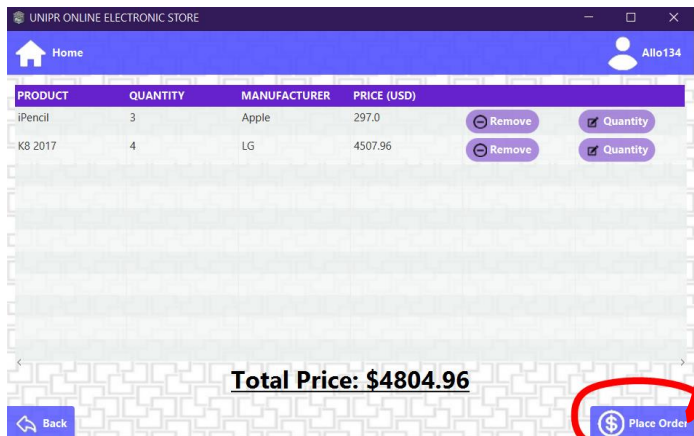 UNIPR ONLINE ELECTRONIC STORE
Home
Allo134
PRODUCT QUANTITY MANUFACTURER PRICE (USD)
iPencil 3 Apple 297.0 Remove Quantity
K8 2017 4 LG 4507.96 Remove Quantity
Total Price: $4804.96
Back
Place Order